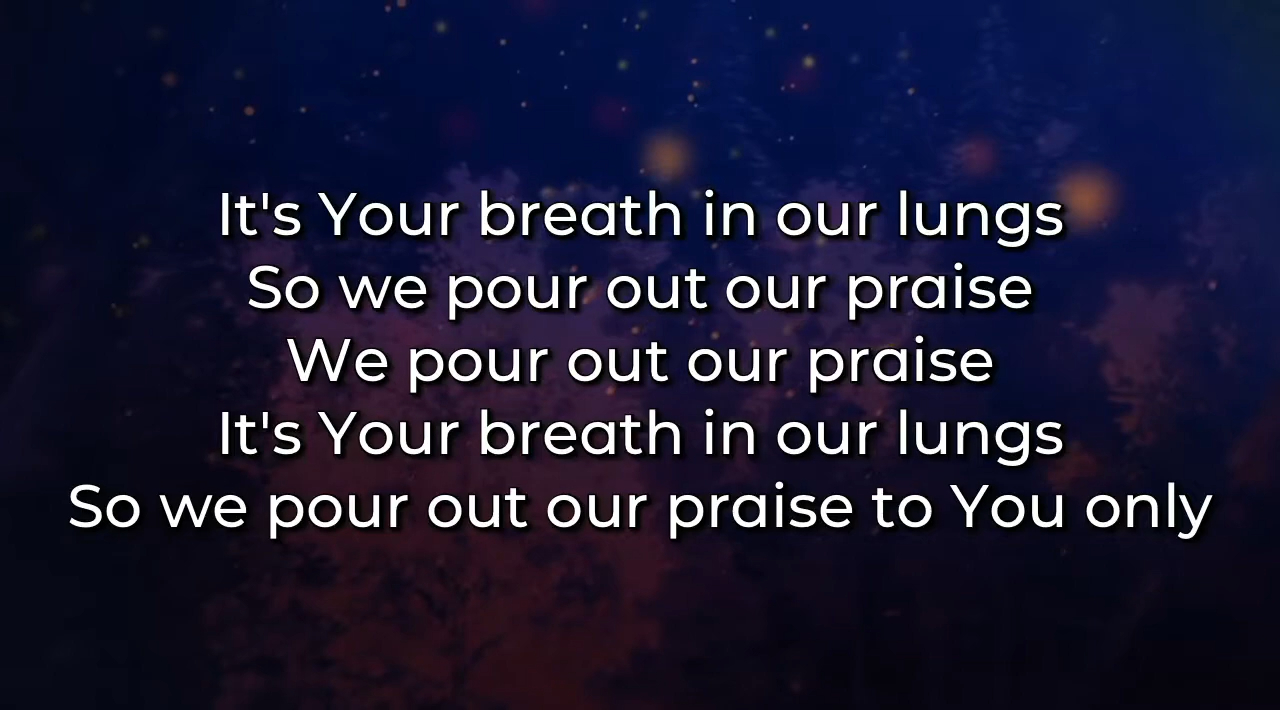 It's Your breath in our lungs
So we pour out our praise
We pour out our praise
It's Your breath in our lungs
So we pour out our praise to You only